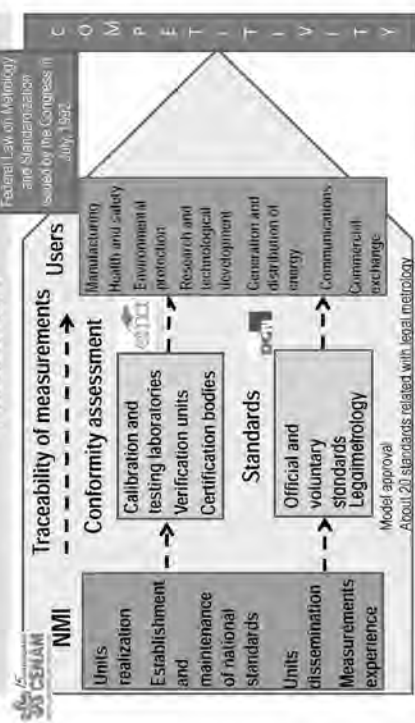 CENAM
Federal Law on Metrology
and Standardization
issued by the Congress in
July, 1992
Traceability of measurements
NMI
Conformity assessment
Users
Units
realization
Establishment
and
maintenance
of national
standards
Units
dissemination
Measurements
experience
Calibration and
testing laboratories
Verification units
Certification bodies
ema
Standards
DGN
Official and
voluntary
standards
Legalmetrology
Model approval
About 20 standards related with legal metrology
Manufacturing
Health and safety
Environmental
protection
Research and
technological
development
Generation and
distribution of
energy
Communications
Commercial
exchange
COMPETITIVITY